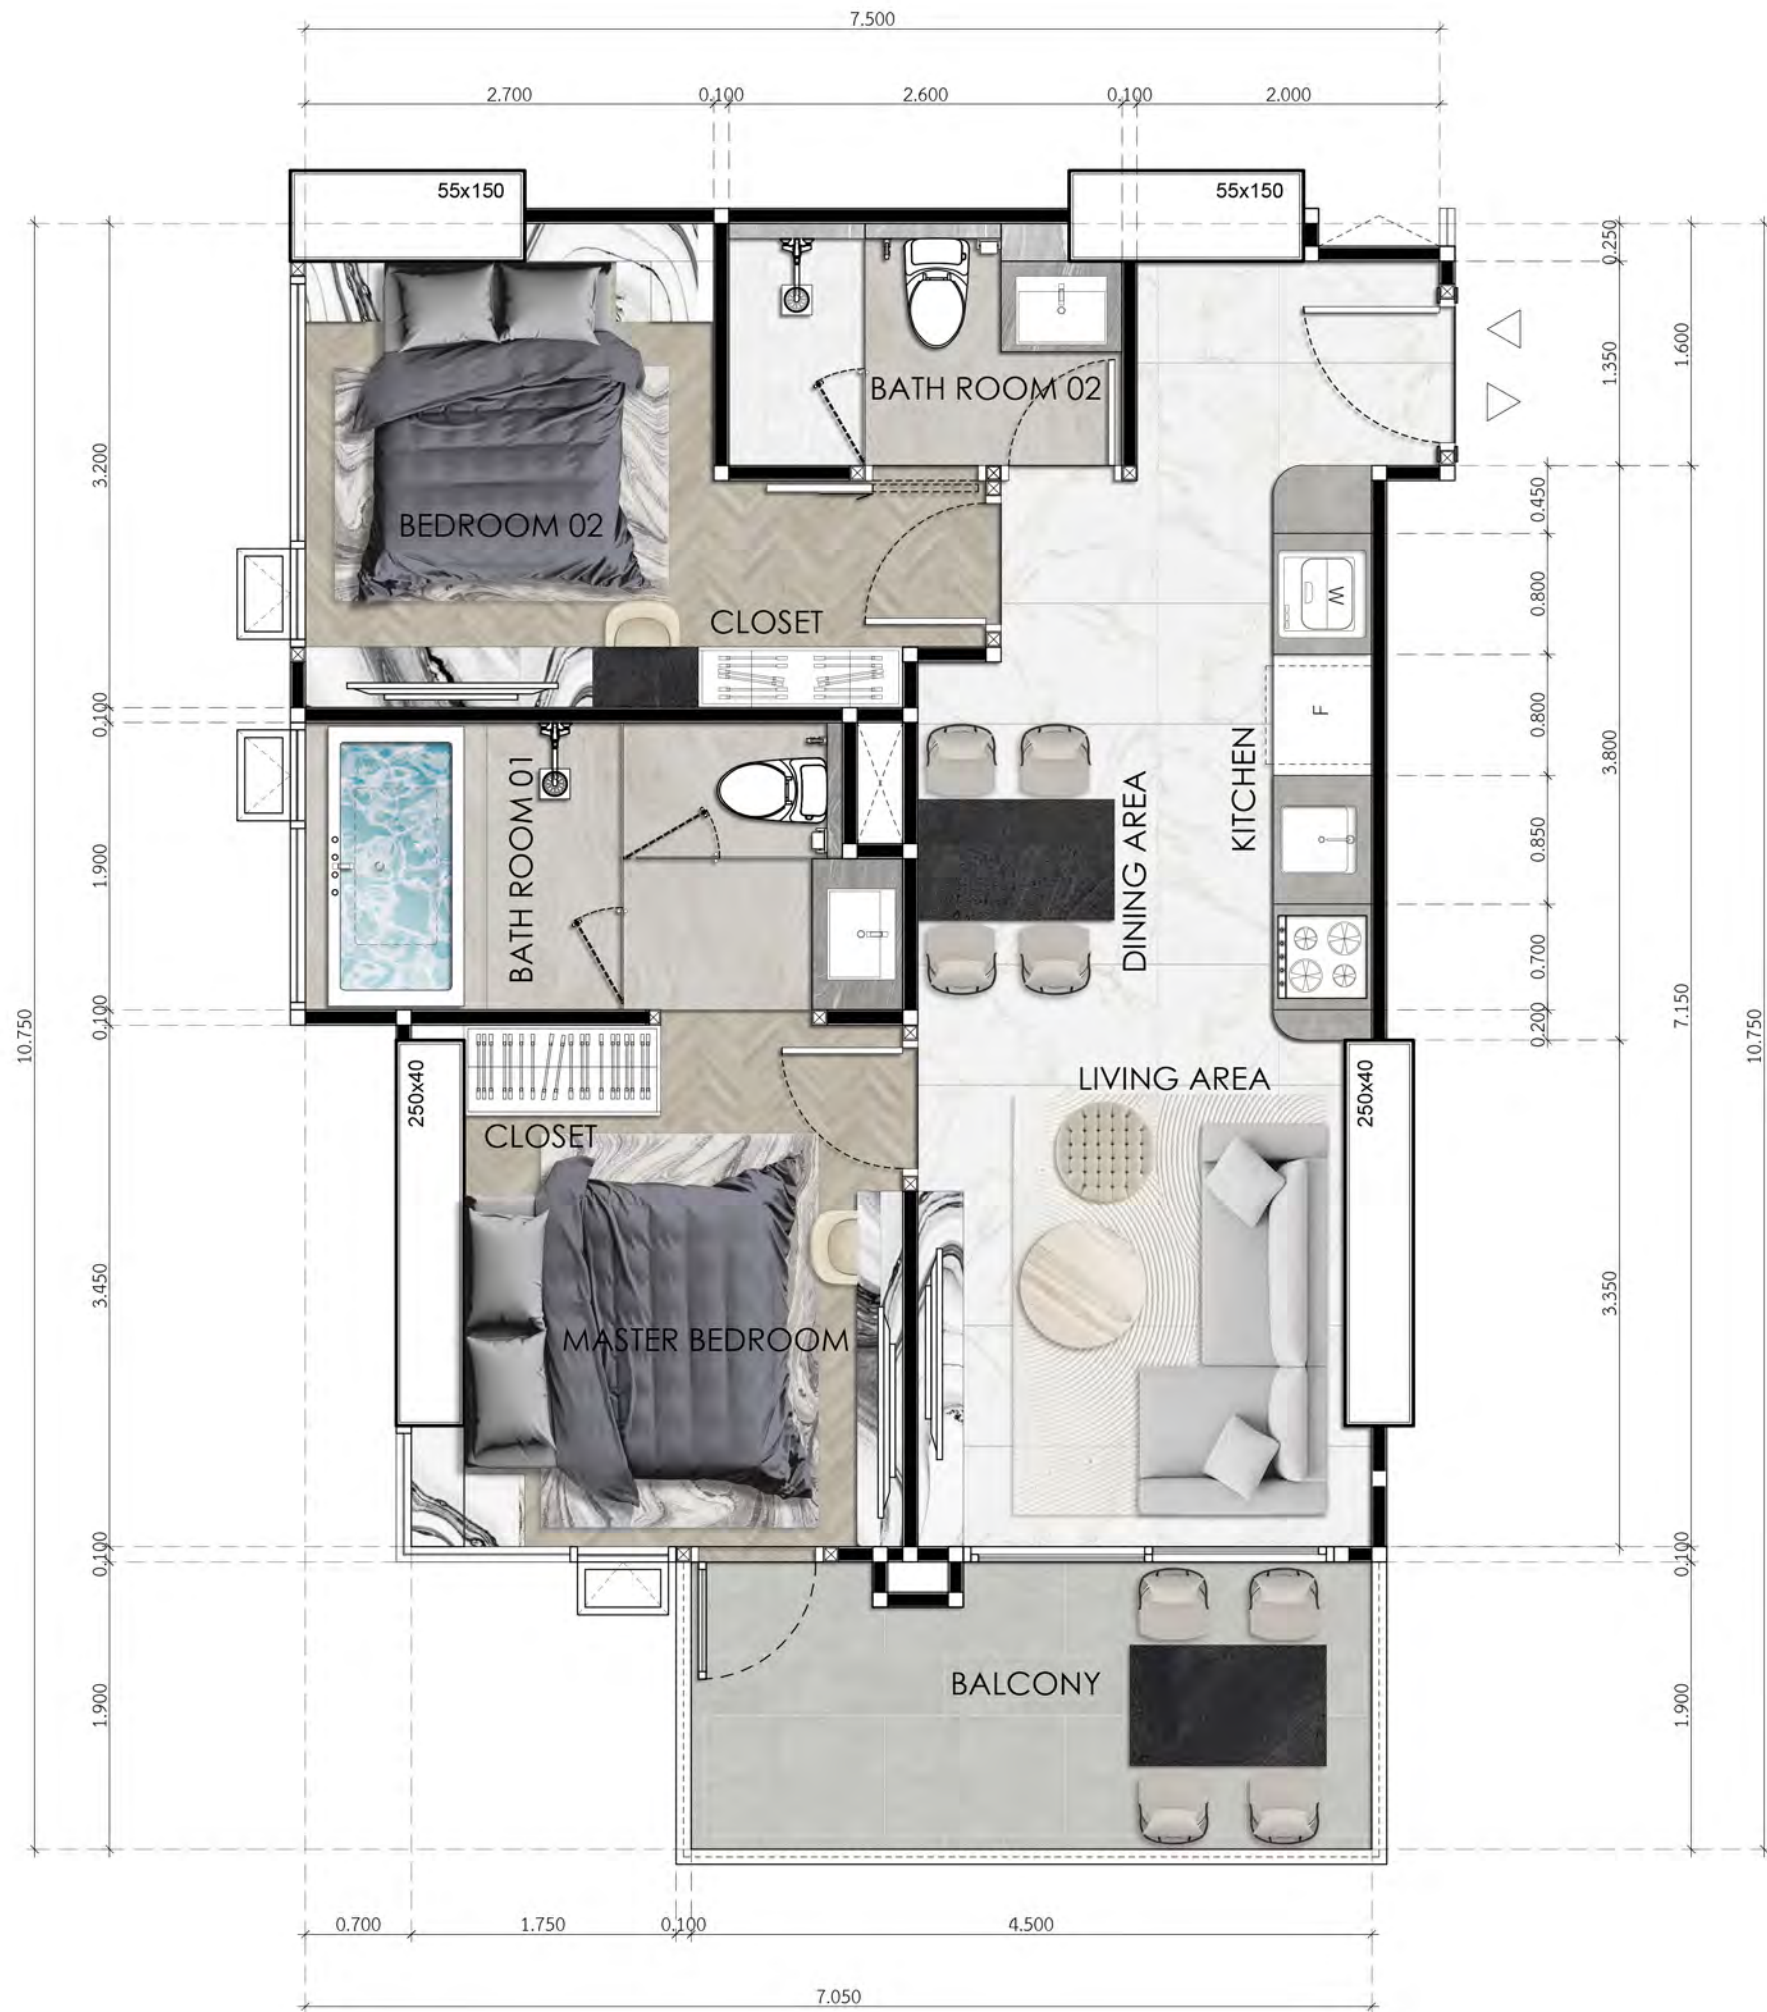 7.500
2.700
0.100
2.600
0.100
2.000
55x150
55x150
0.250
1.350
1.600
BATH ROOM 02
3.200
BEDROOM 02
0.450
W
0.800
CLOSET
F
0.800
0.100
KITCHEN
3.800
BATH ROOM 01
DINING AREA
0.850
1.900
0.700
0.100
0.200
10.750
7.150
10.750
250x40
250x40
LIVING AREA
CLOSET
3.450
3.350
MASTER BEDROOM
0.100
0.100
BALCONY
1.900
1.900
0.700
1.750
0.100
4.500
7.050